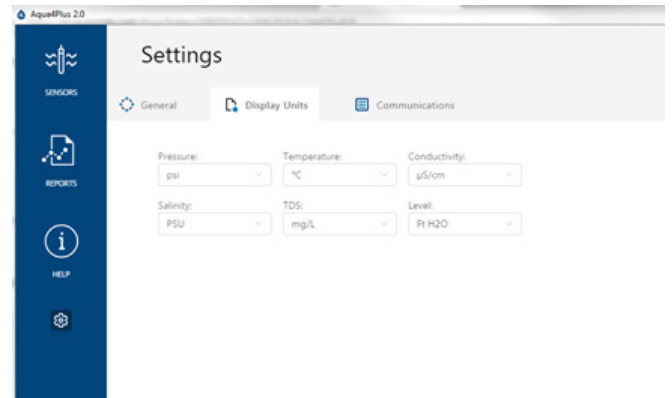 Aqua4Plus 2.0
Settings
SENSORS
General Display Units Communications
Pressure: Temperature: Conductivity:
psi °C µS/cm
REPORTS
Salinity: TDS: Level:
PSU mg/L Ft H2O
HELP